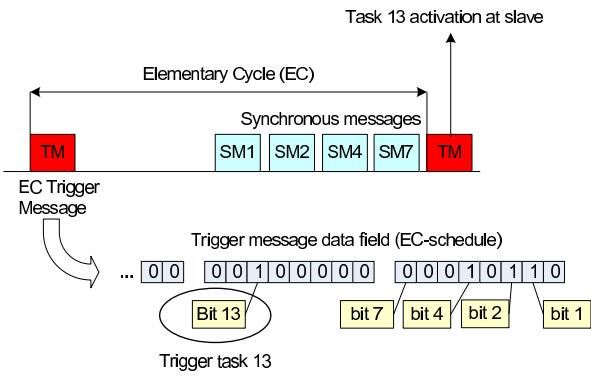 Task 13 activation at slave
Elementary Cycle (EC)
Synchronous messages
TM SM1 SM2 SM4 SM7 TM
EC Trigger
Message
Trigger message data field (EC-schedule)
... 0 0 0 0 1 0 0 0 0 0 0 0 0 1 0 1 1 0
Bit 13 bit 7 bit 4 bit 2 bit 1
Trigger task 13